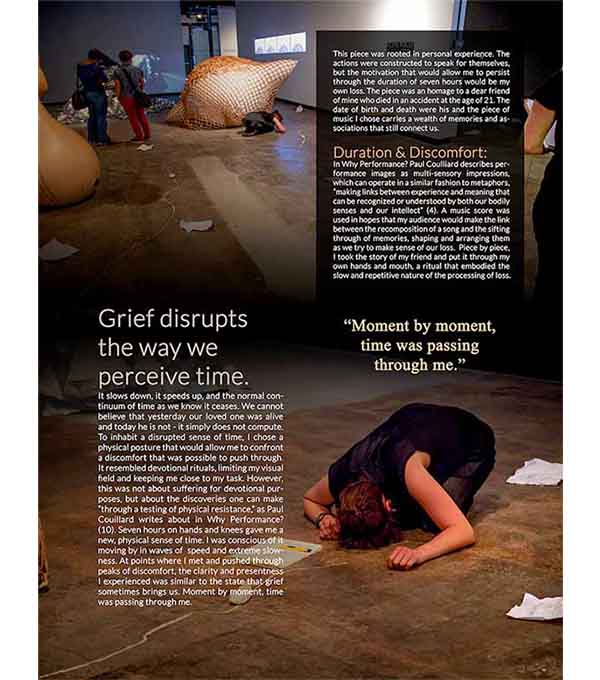 This piece was rooted in personal experience. The
actions were constructed to speak for themselves,
but the motivation that would allow me to persist
through the duration of seven hours would be my
own loss. The piece was an homage to a dear friend
of mine who died in an accident at the age of 21. The
date of birth and death were his and the piece of
music I chose carries a wealth of memories and as-
sociations that still connect us.
Duration & Discomfort:
In Why Performance? Paul Couillard describes per-
formance images as multi-sensory impressions,
which can operate in a similar fashion to metaphors,
"making links between experience and meaning that
can be recognized or understood by both our bodily
senses and our intellect" (4). A music score was
used in hopes that my audience would make the link
between the recomposition of a song and the sifting
through of memories, shaping and arranging them
as we try to make sense of our loss. Piece by piece,
I took the story of my friend and put it through my
own hands and mouth, a ritual that embodied the
slow and repetitive nature of the processing of loss.
Grief disrupts
the way we
perceive time.
It slows down, it speeds up, and the normal con-
tinuum of time as we know it ceases. We cannot
believe that yesterday our loved one was alive
and today he is not - it simply does not compute.
To inhabit a disrupted sense of time, I chose a
physical posture that would allow me to confront
a discomfort that was possible to push through.
It resembled devotional rituals, limiting my visual
field and keeping me close to my task. However,
this was not about suffering for devotional pur-
poses, but about the discoveries one can make
"through a testing of physical resistance," as Paul
Couillard writes about in Why Performance?
(10). Seven hours on hands and knees gave me a
new, physical sense of time. I was conscious of it
moving by in waves of speed and extreme slow-
ness. At points where I met and pushed through
peaks of discomfort, the clarity and presentness
I experienced was similar to the state that grief
sometimes brings us. Moment by moment, time
was passing through me.
“Moment by moment,
time was passing
through me.”